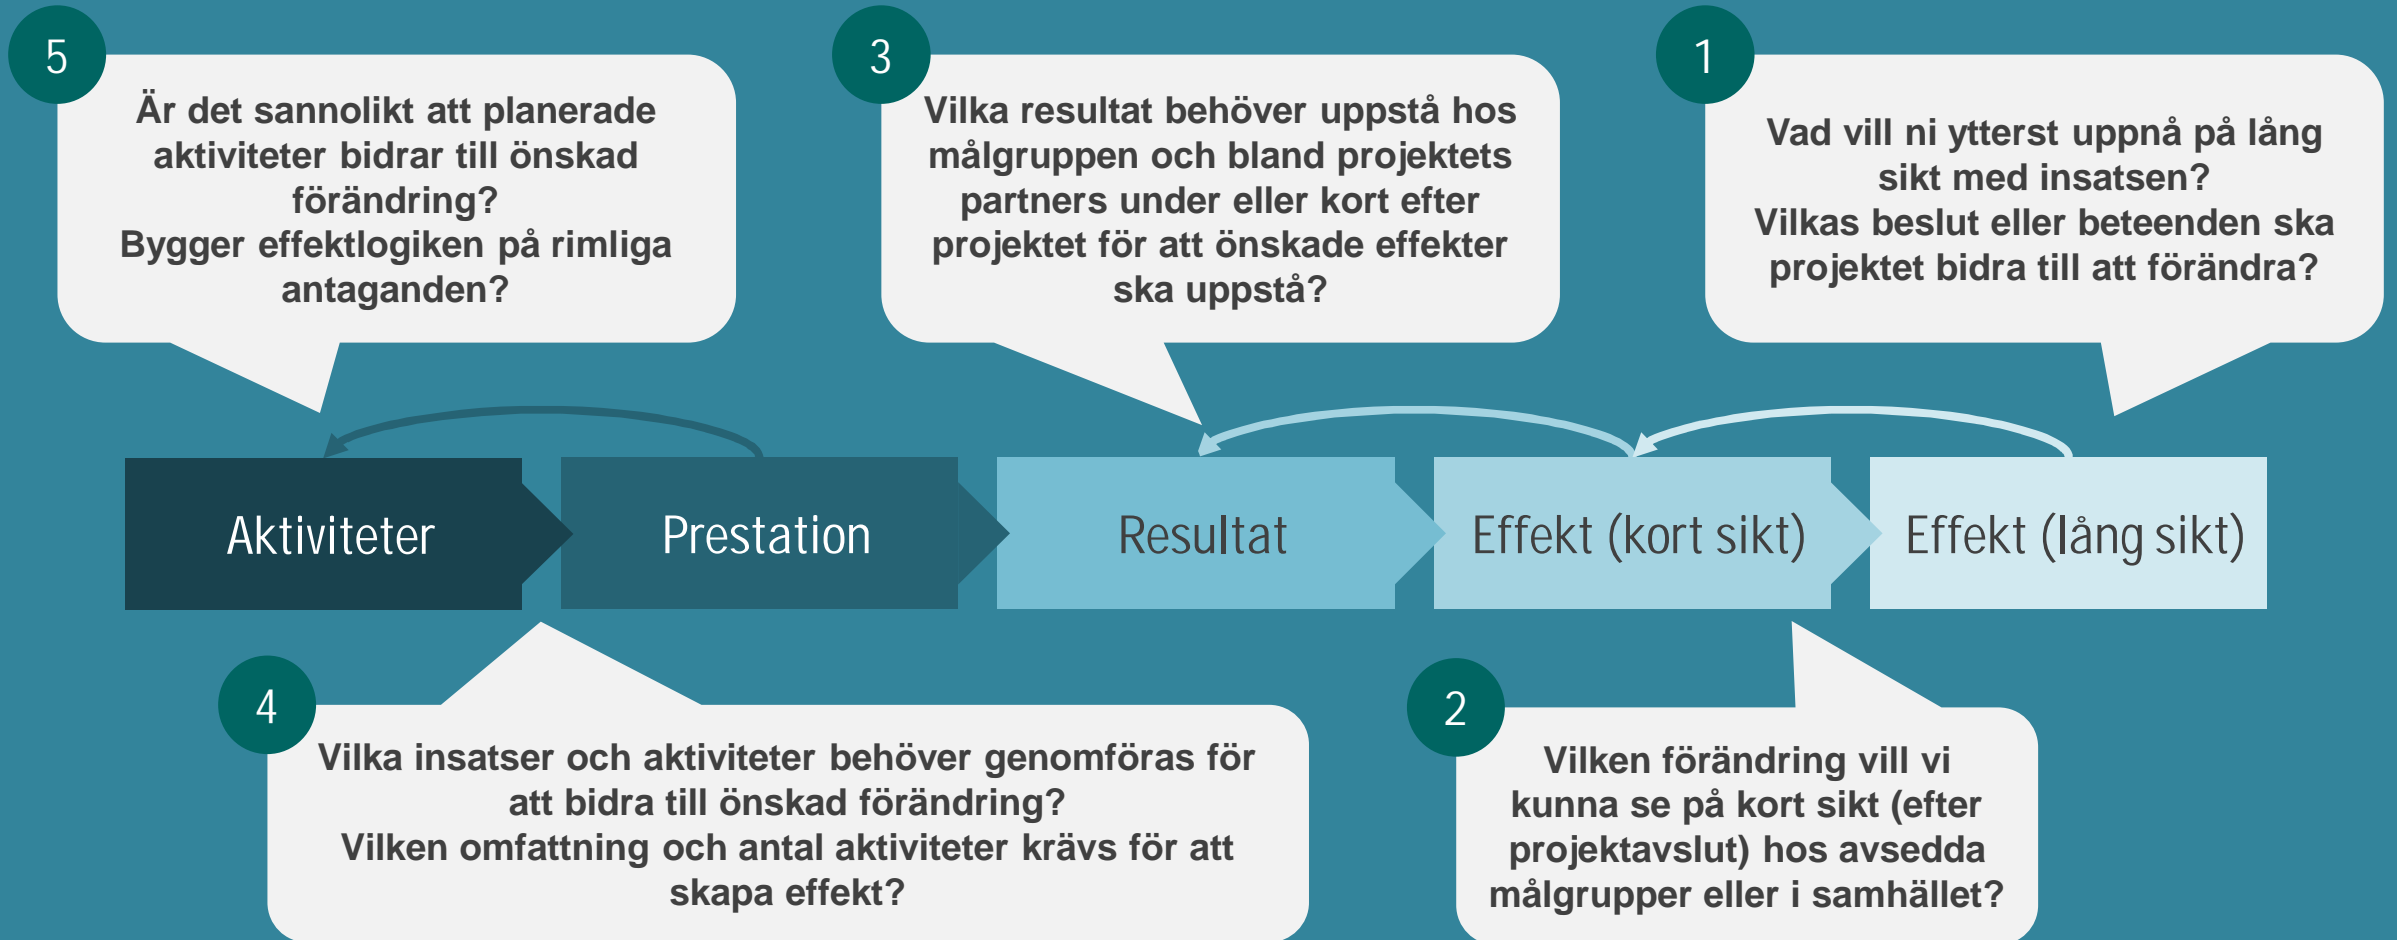 5
Är det sannolikt att planerade
aktiviteter bidrar till önskad
förändring?
Bygger effektlogiken på rimliga
antaganden?
3
Vilka resultat behöver uppstå hos
målgruppen och bland projektets
partners under eller kort efter
projektet för att önskade effekter
ska uppstå?
1
Vad vill ni ytterst uppnå på lång
sikt med insatsen?
Vilkas beslut eller beteenden ska
projektet bidra till att förändra?
Aktiviteter
Prestation
Resultat
Effekt (kort sikt)
Effekt (lång sikt)
4
Vilka insatser och aktiviteter behöver genomföras för
att bidra till önskad förändring?
Vilken omfattning och antal aktiviteter krävs för att
skapa effekt?
2
Vilken förändring vill vi
kunna se på kort sikt (efter
projektavslut) hos avsedda
målgrupper eller i samhället?